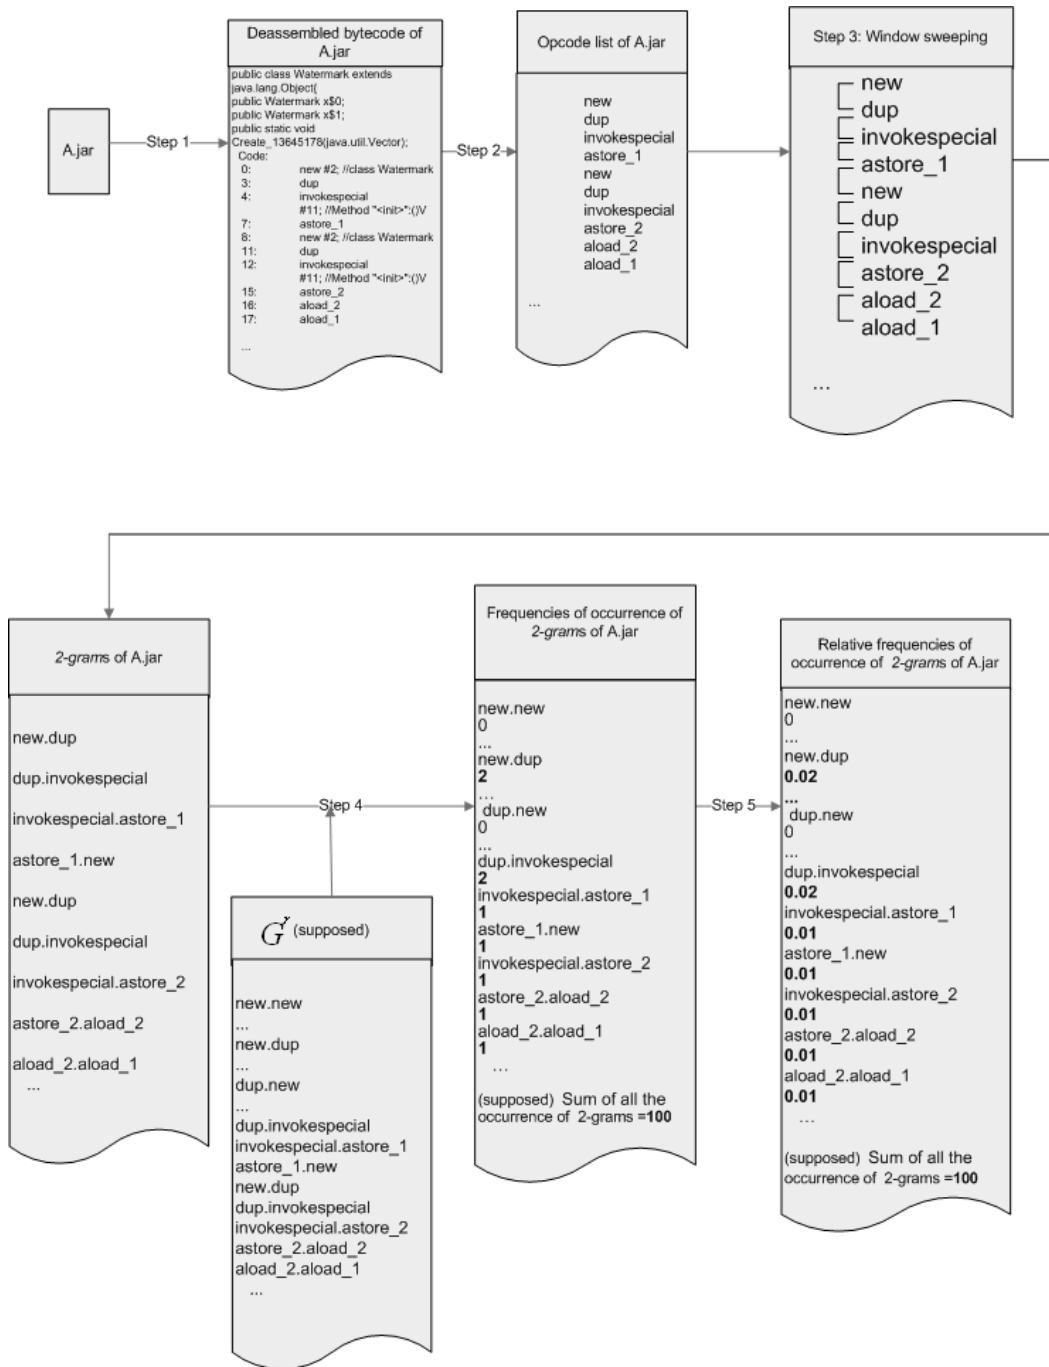 A.jar
Step 1
Deassembled bytecode of
A.jar
public class Watermark extends
java.lang.Object{
public Watermark x$0;
public Watermark x$1;
public static void
Create_13645178(java.util.Vector);
Code:
0: new #2; //class Watermark
3: dup
4: invokespecial
#11; //Method "<init>":()V
7: astore_1
8: new #2; //class Watermark
11: dup
12: invokespecial
#11; //Method "<init>":()V
15: astore_2
16: aload_2
17: aload_1
...
Step 2
Opcode list of A.jar
new
dup
invokespecial
astore_1
new
dup
invokespecial
astore_2
aload_2
aload_1
...
Step 3: Window sweeping
new
dup
invokespecial
astore_1
new
dup
invokespecial
astore_2
aload_2
aload_1
...
2-grams of A.jar
new.dup
dup.invokespecial
invokespecial.astore_1
astore_1.new
new.dup
dup.invokespecial
invokespecial.astore_2
astore_2.aload_2
aload_2.aload_1
...
Step 4
G^γ (supposed)
new.new
...
new.dup
...
dup.new
...
dup.invokespecial
invokespecial.astore_1
astore_1.new
new.dup
dup.invokespecial
invokespecial.astore_2
astore_2.aload_2
aload_2.aload_1
...
Frequencies of occurrence of
2-grams of A.jar
new.new
0
...
new.dup
2
...
dup.new
0
...
dup.invokespecial
2
invokespecial.astore_1
1
astore_1.new
1
invokespecial.astore_2
1
astore_2.aload_2
1
aload_2.aload_1
1
...
(supposed) Sum of all the
occurrence of 2-grams =100
Step 5
Relative frequencies of
occurrence of 2-grams of A.jar
new.new
0
...
new.dup
0.02
...
dup.new
0
...
dup.invokespecial
0.02
invokespecial.astore_1
0.01
astore_1.new
0.01
invokespecial.astore_2
0.01
astore_2.aload_2
0.01
aload_2.aload_1
0.01
...
(supposed) Sum of all the
occurrence of 2-grams =100